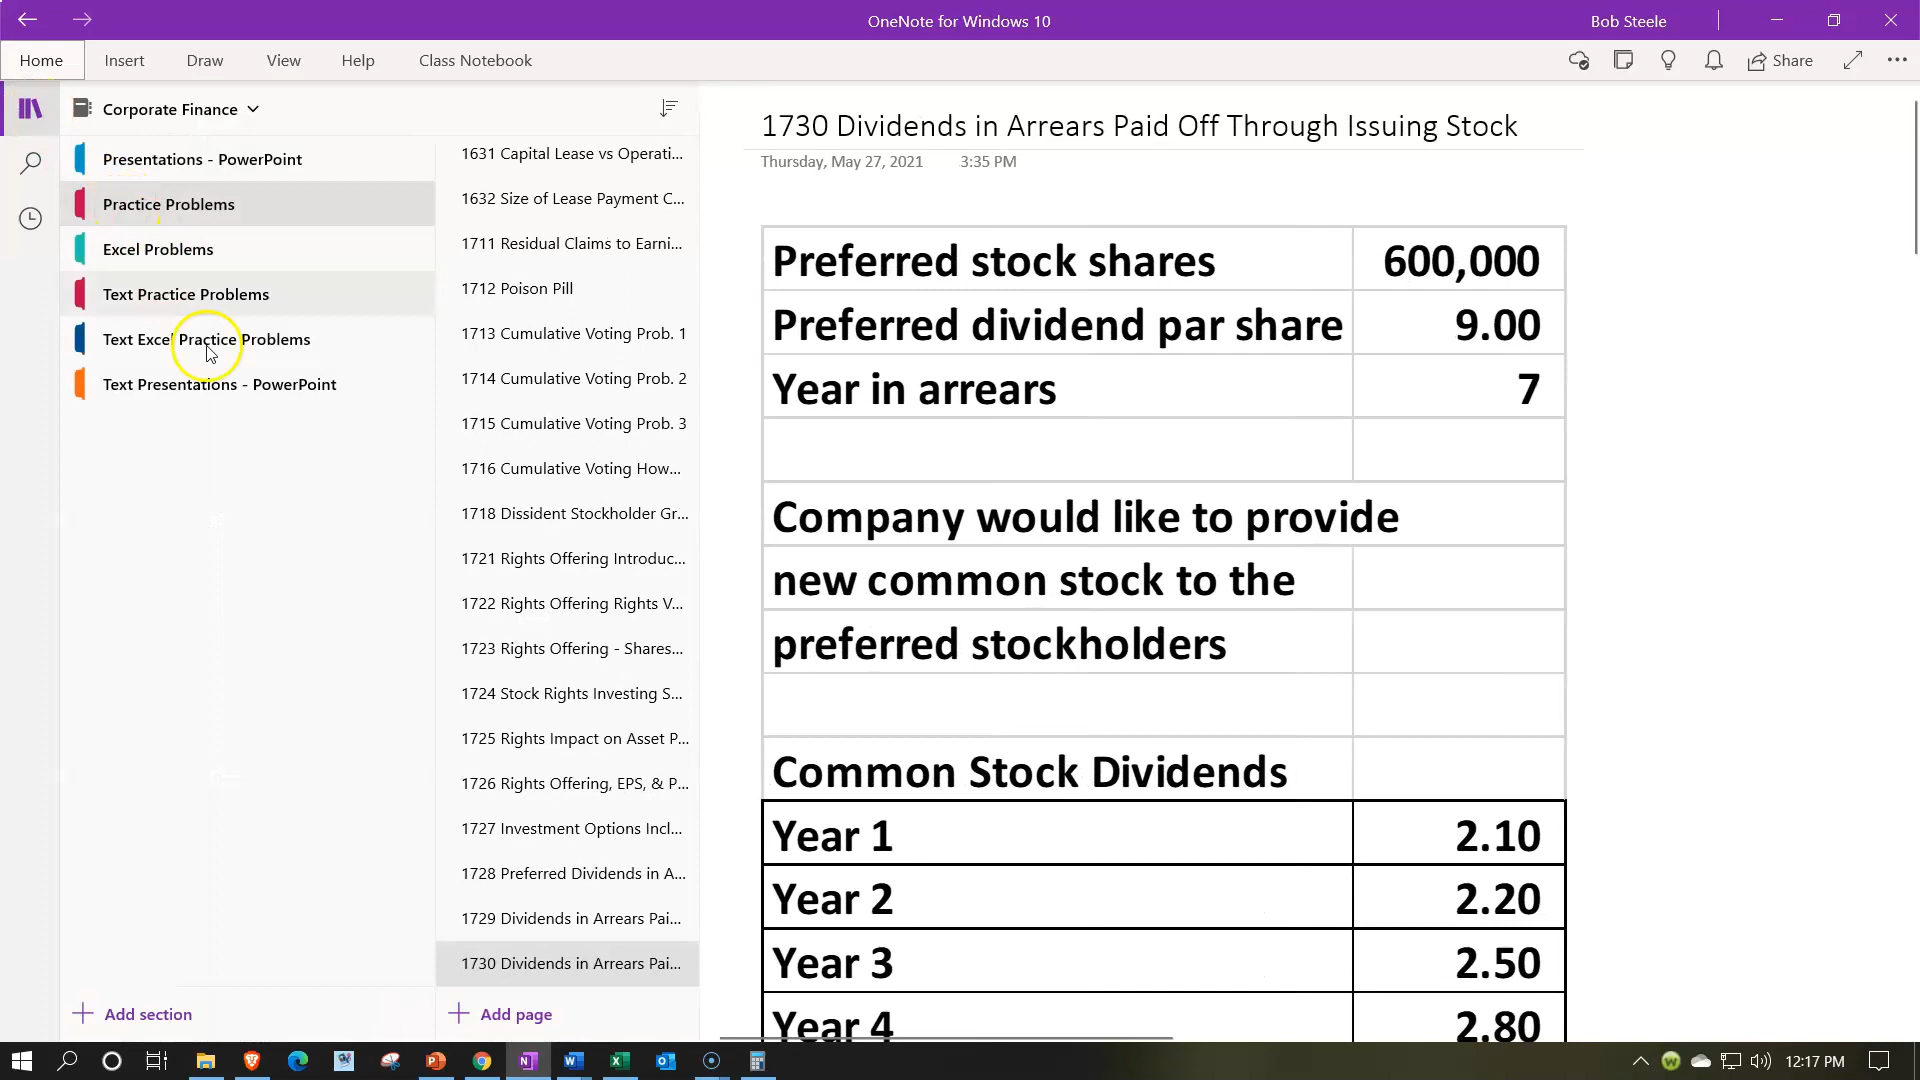 OneNote for Windows 10
Bob Steele
Home
Insert
Draw
View
Help
Class Notebook
Share
Corporate Finance
Presentations - PowerPoint
Practice Problems
Excel Problems
Text Practice Problems
Text Excel Practice Problems
Text Presentations - PowerPoint
Add section
1631 Capital Lease vs Operati...
1632 Size of Lease Payment C...
1711 Residual Claims to Earni...
1712 Poison Pill
1713 Cumulative Voting Prob. 1
1714 Cumulative Voting Prob. 2
1715 Cumulative Voting Prob. 3
1716 Cumulative Voting How...
1718 Dissident Stockholder Gr...
1721 Rights Offering Introduc...
1722 Rights Offering Rights V...
1723 Rights Offering - Shares...
1724 Stock Rights Investing S...
1725 Rights Impact on Asset P...
1726 Rights Offering, EPS, & P...
1727 Investment Options Incl...
1728 Preferred Dividends in A...
1729 Dividends in Arrears Pai...
1730 Dividends in Arrears Pai...
Add page
1730 Dividends in Arrears Paid Off Through Issuing Stock
Thursday, May 27, 2021 3:35 PM
Preferred stock shares 600,000
Preferred dividend par share 9.00
Year in arrears 7
Company would like to provide
new common stock to the
preferred stockholders
Common Stock Dividends
Year 1 2.10
Year 2 2.20
Year 3 2.50
Year 4 2.80
12:17 PM